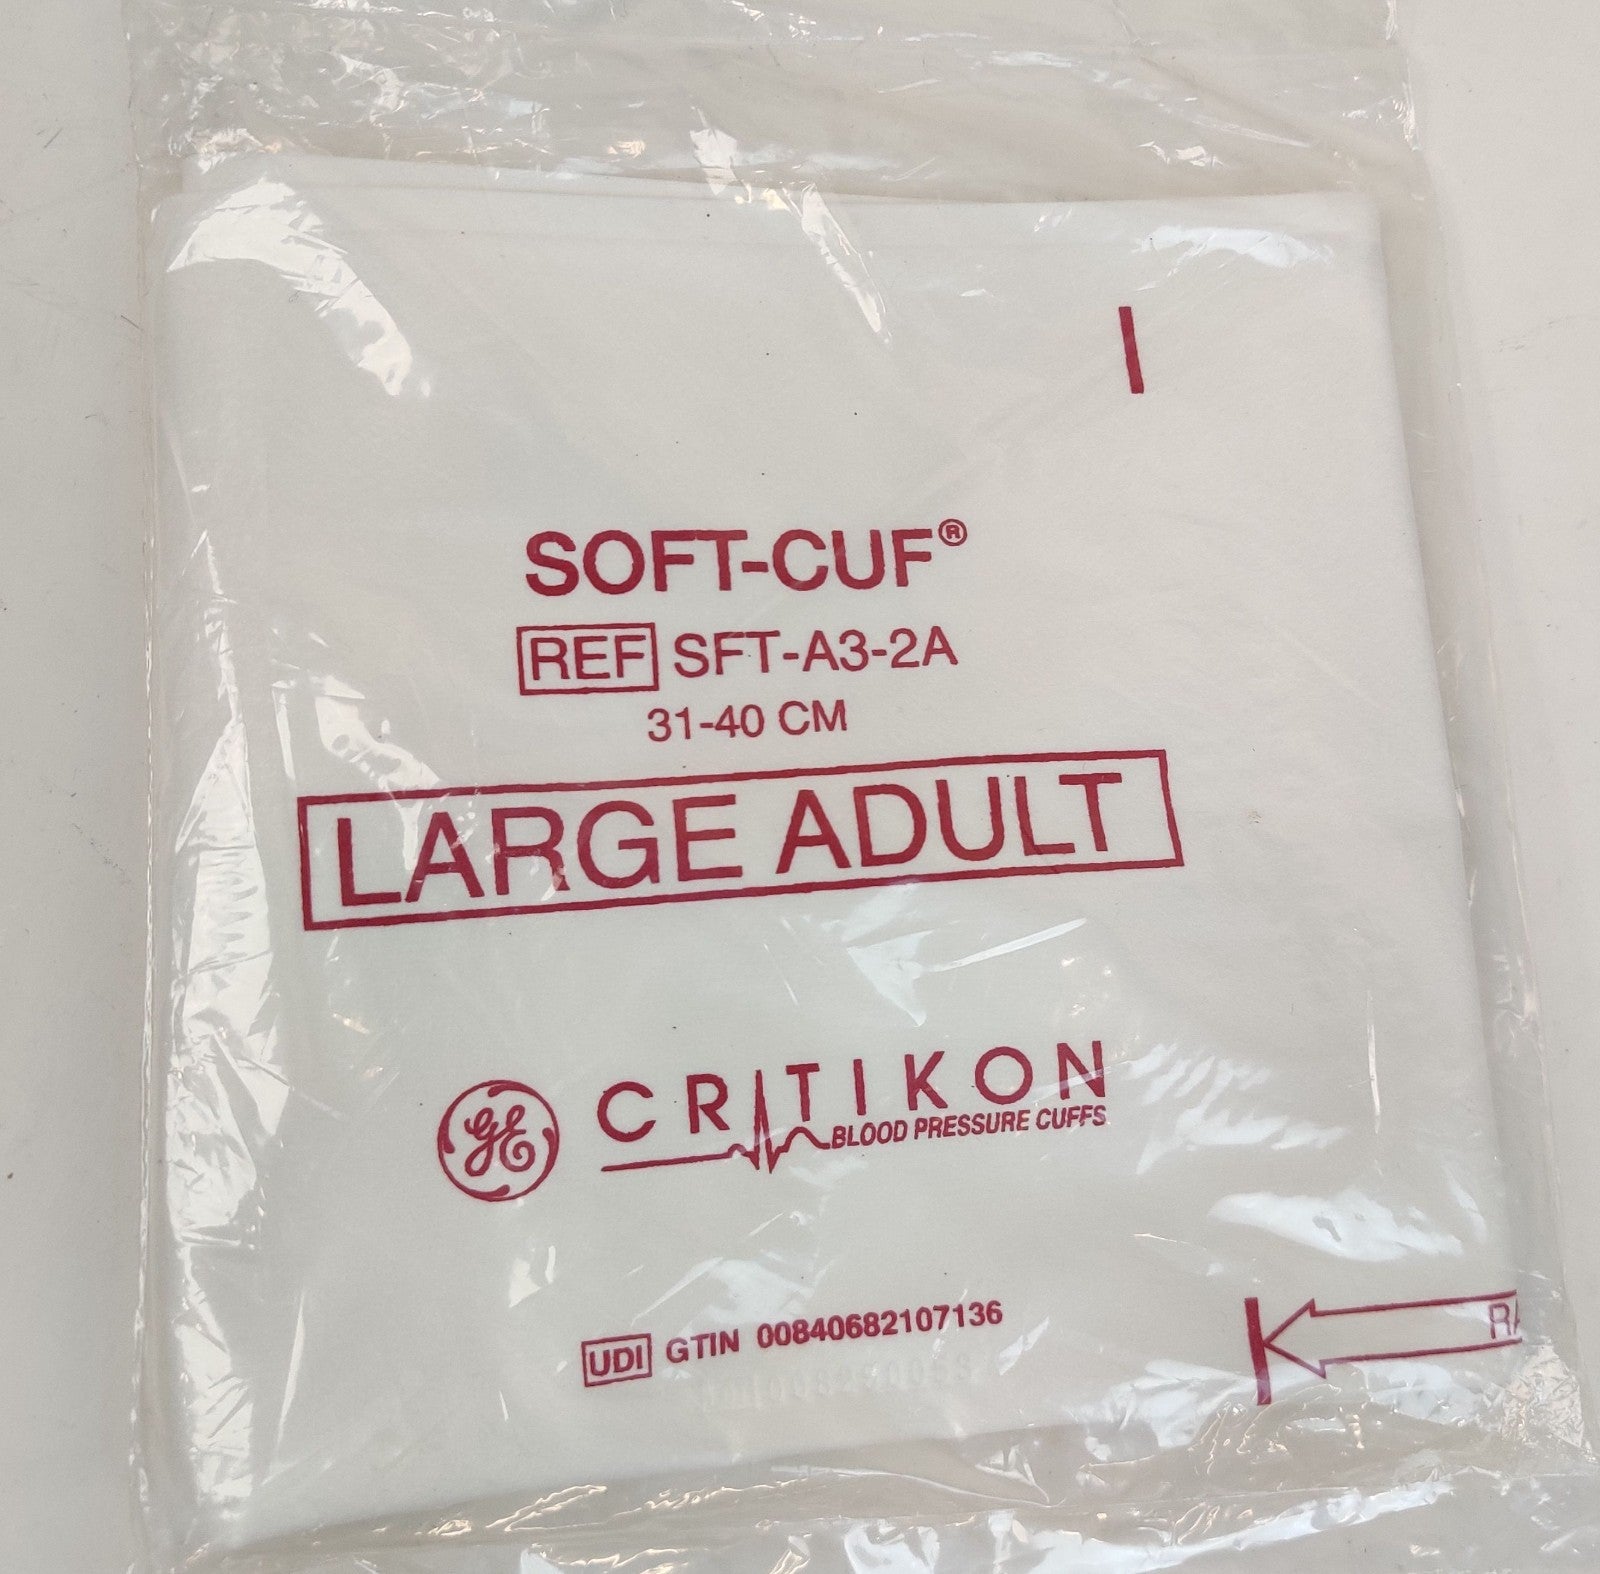 SOFT-CUF®
REF SFT-A3-2A
31-40 CM
LARGE ADULT
GE CRITIKON
BLOOD PRESSURE CUFFS
UDI GTIN 00840682107136